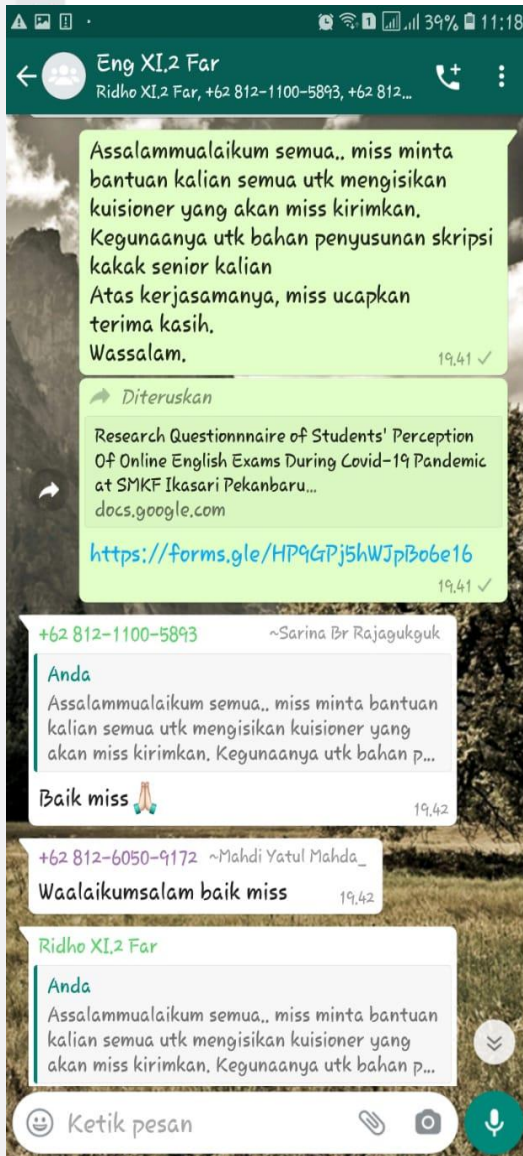 39% 11:18
Eng XI.2 Far
Ridho XI.2 Far, +62 812-1100-5893, +62 812...
Assalammualaikum semua.. miss minta
bantuan kalian semua utk mengisikan
kuisioner yang akan miss kirimkan.
Kegunaanya utk bahan penyusunan skripsi
kakak senior kalian
Atas kerjasamanya, miss ucapkan
terima kasih.
Wassalam.
19.41
Diteruskan
Research Questionnnaire of Students' Perception
Of Online English Exams During Covid-19 Pandemic
at SMKF Ikasari Pekanbaru...
docs.google.com
https://forms.gle/HP9GPj5hWJpBo6e16
19.41
+62 812-1100-5893 ~Sarina Br Rajagukguk
Anda
Assalammualaikum semua.. miss minta bantuan
kalian semua utk mengisikan kuisioner yang
akan miss kirimkan. Kegunaanya utk bahan p...
Baik miss🙏🏻
19.42
+62 812-6050-9172 ~Mahdi Yatul Mahda_
Waalaikumsalam baik miss 19.42
Ridho XI.2 Far
Anda
Assalammualaikum semua.. miss minta bantuan
kalian semua utk mengisikan kuisioner yang
akan miss kirimkan. Kegunaanya utk bahan p...
Ketik pesan